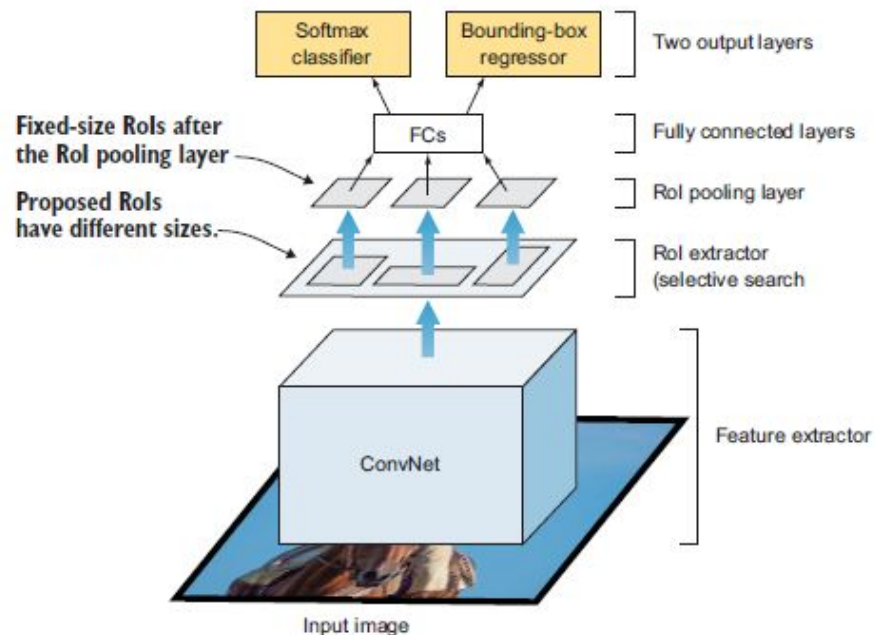 Softmax
classifier
Bounding-box
regressor
Two output layers
Fixed-size RoIs after
the RoI pooling layer
FCs
Fully connected layers
RoI pooling layer
Proposed RoIs
have different sizes.
RoI extractor
(selective search
ConvNet
Feature extractor
Input image